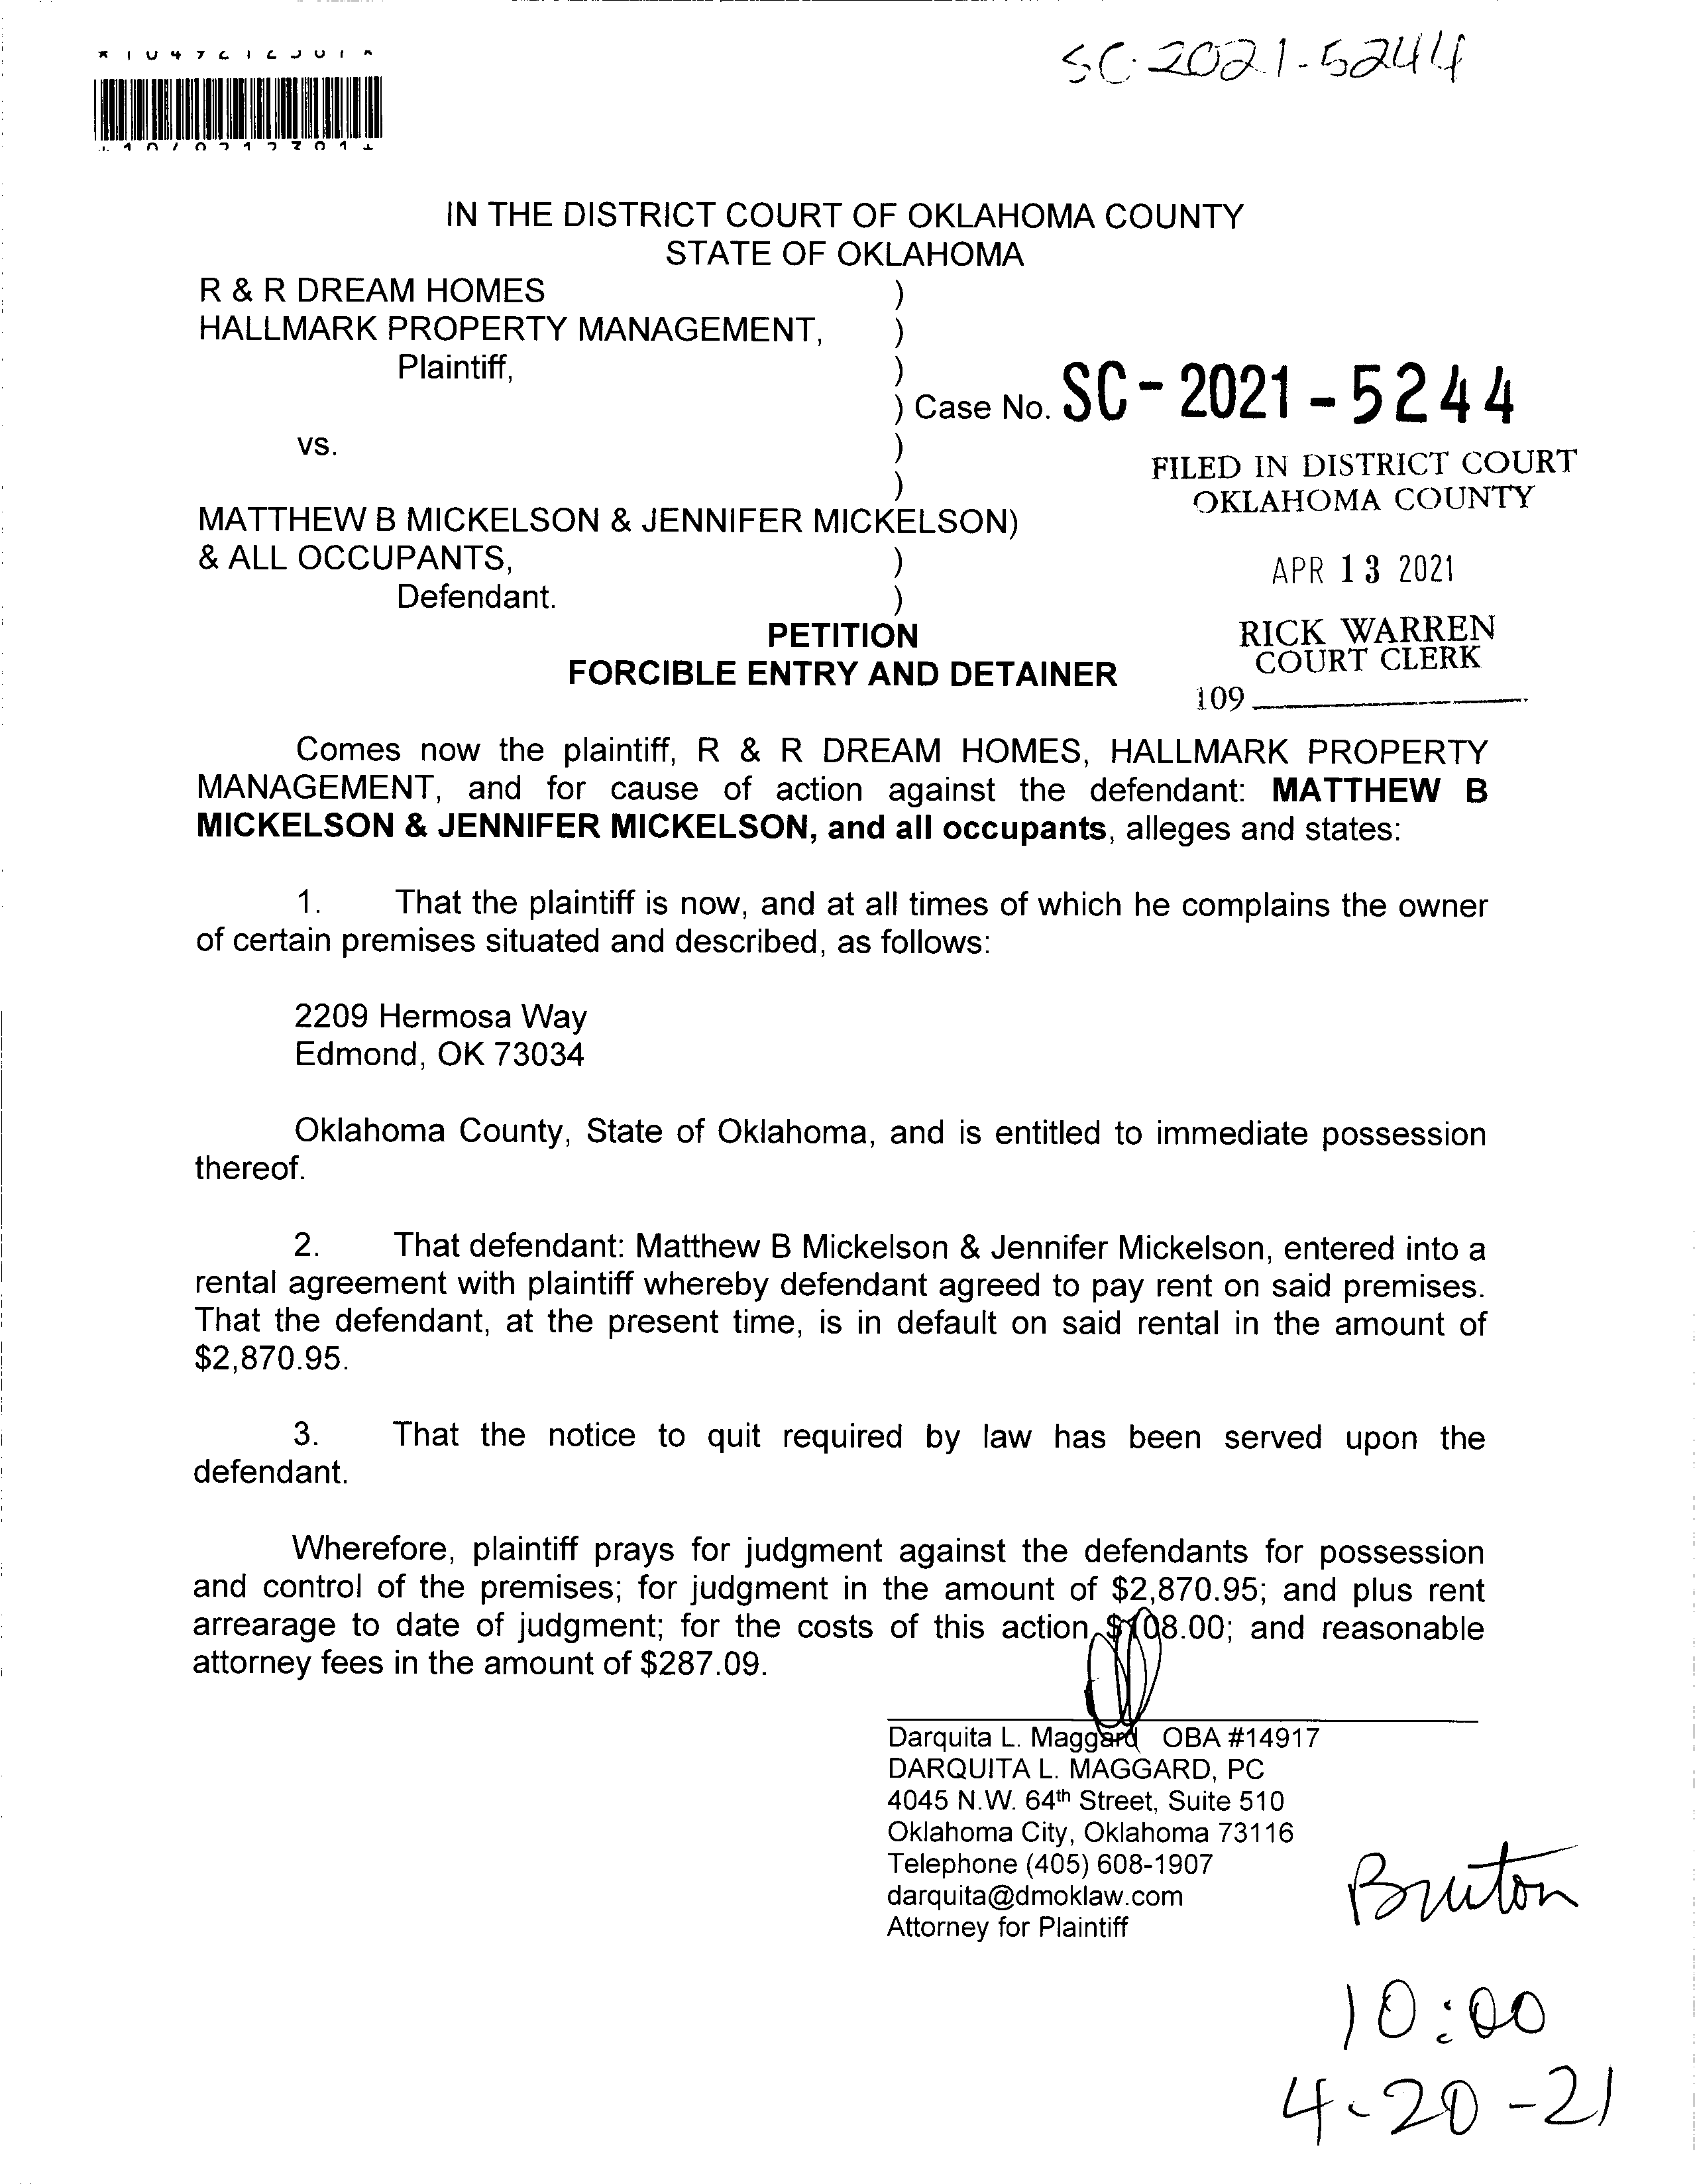 SC-2021-5244
IN THE DISTRICT COURT OF OKLAHOMA COUNTY
STATE OF OKLAHOMA
R & R DREAM HOMES )
HALLMARK PROPERTY MANAGEMENT, )
Plaintiff, )
) Case No. SC-2021-5244
vs. )
)
FILED IN DISTRICT COURT
OKLAHOMA COUNTY
MATTHEW B MICKELSON & JENNIFER MICKELSON)
& ALL OCCUPANTS, )
APR 13 2021
Defendant. )
PETITION
FORCIBLE ENTRY AND DETAINER
RICK WARREN
COURT CLERK
109
Comes now the plaintiff, R & R DREAM HOMES, HALLMARK PROPERTY
MANAGEMENT, and for cause of action against the defendant: MATTHEW B
MICKELSON & JENNIFER MICKELSON, and all occupants, alleges and states:
1. That the plaintiff is now, and at all times of which he complains the owner
of certain premises situated and described, as follows:
2209 Hermosa Way
Edmond, OK 73034
Oklahoma County, State of Oklahoma, and is entitled to immediate possession
thereof.
2. That defendant: Matthew B Mickelson & Jennifer Mickelson, entered into a
rental agreement with plaintiff whereby defendant agreed to pay rent on said premises.
That the defendant, at the present time, is in default on said rental in the amount of
$2,870.95.
3. That the notice to quit required by law has been served upon the
defendant.
Wherefore, plaintiff prays for judgment against the defendants for possession
and control of the premises; for judgment in the amount of $2,870.95; and plus rent
arrearage to date of judgment; for the costs of this action $108.00; and reasonable
attorney fees in the amount of $287.09.
Darquita L. Maggard OBA #14917
DARQUITA L. MAGGARD, PC
4045 N.W. 64th Street, Suite 510
Oklahoma City, Oklahoma 73116
Telephone (405) 608-1907
darquita@dmoklaw.com
Attorney for Plaintiff
Bruton
10:00
4-20-21